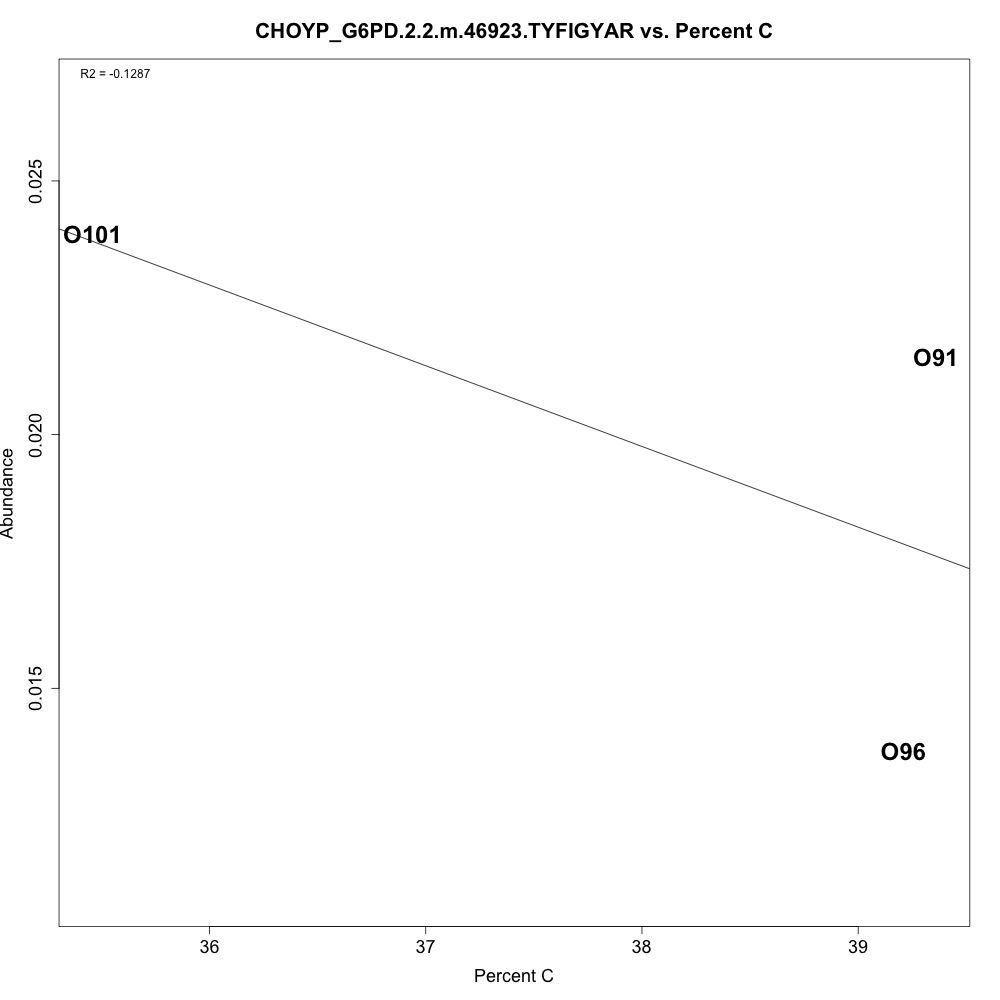 CHOYP_G6PD.2.2.m.46923.TYFIGYAR vs. Percent C
R2 = -0.1287
0.025
O101
O91
0.020
Abundance
0.015
O96
36 37 38 39
Percent C